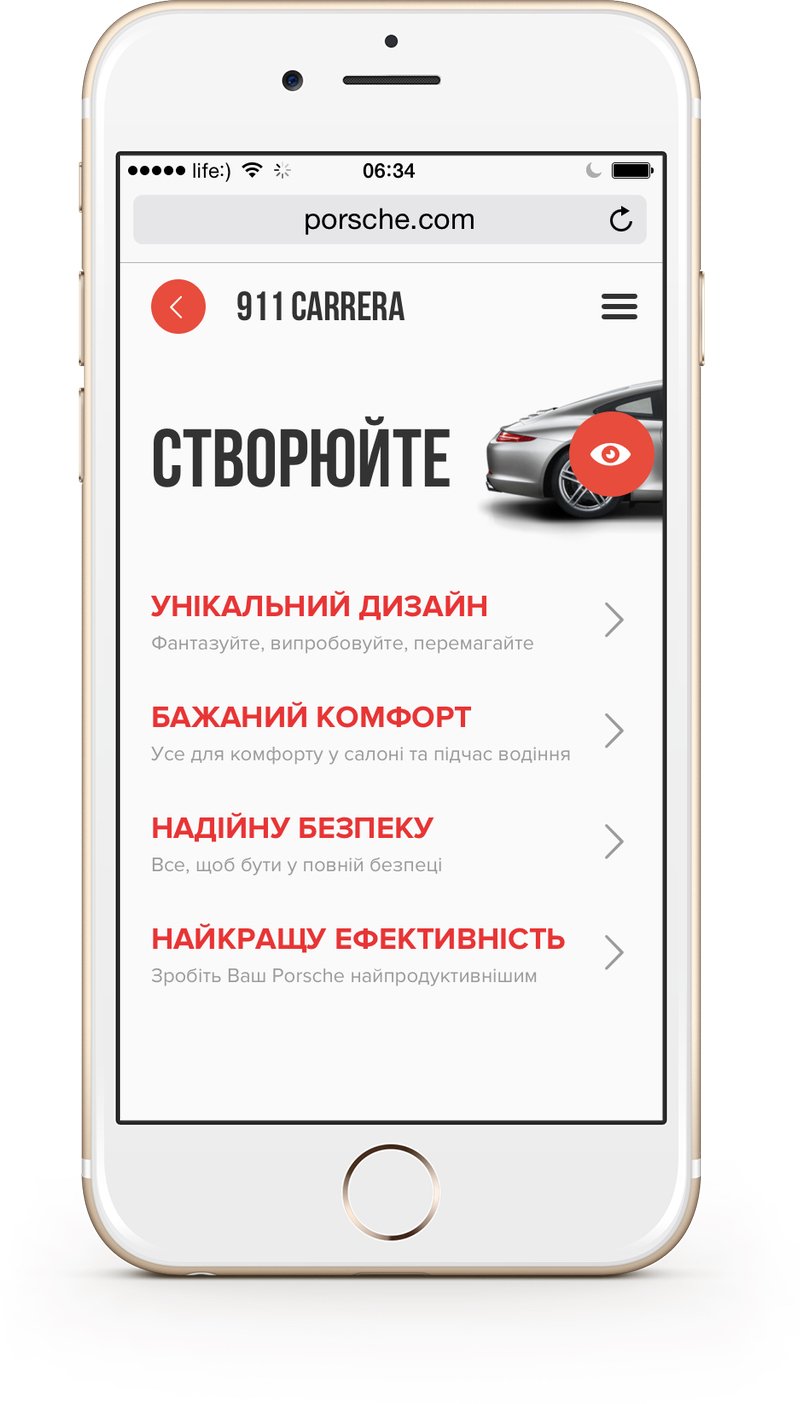 life:) 06:34
porsche.com
911 CARRERA
СТВОРЮЙТЕ
УНІКАЛЬНИЙ ДИЗАЙН
Фантазуйте, випробовуйте, перемагайте
БАЖАНИЙ КОМФОРТ
Усе для комфорту у салоні та підчас водіння
НАДІЙНУ БЕЗПЕКУ
Все, щоб бути у повній безпеці
НАЙКРАЩУ ЕФЕКТИВНІСТЬ
Зробіть Ваш Porsche найпродуктивнішим